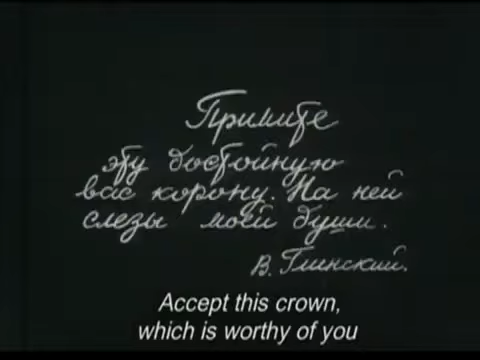 Примите
эту достойную
вас корону. На ней
слезы моей души.
В. Глинский.
Accept this crown,
which is worthy of you